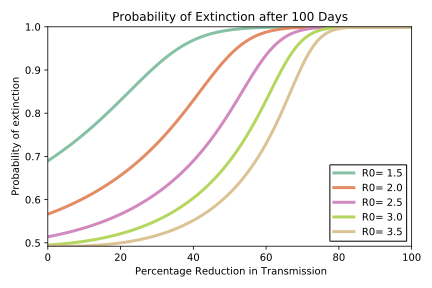 Probability of Extinction after 100 Days
Probability of extinction
1.0
0.9
0.8
0.7
0.6
0.5
0 20 40 60 80 100
Percentage Reduction in Transmission
R0= 1.5
R0= 2.0
R0= 2.5
R0= 3.0
R0= 3.5